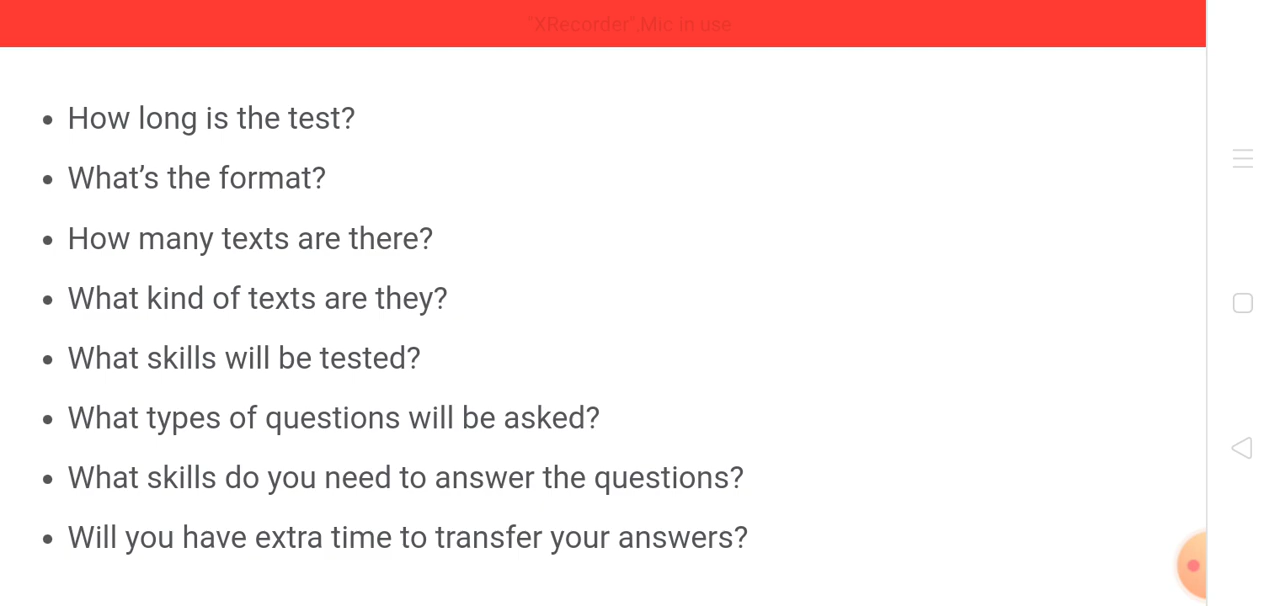 "XRecorder".Mic in use
• How long is the test?
• What’s the format?
• How many texts are there?
• What kind of texts are they?
• What skills will be tested?
• What types of questions will be asked?
• What skills do you need to answer the questions?
• Will you have extra time to transfer your answers?